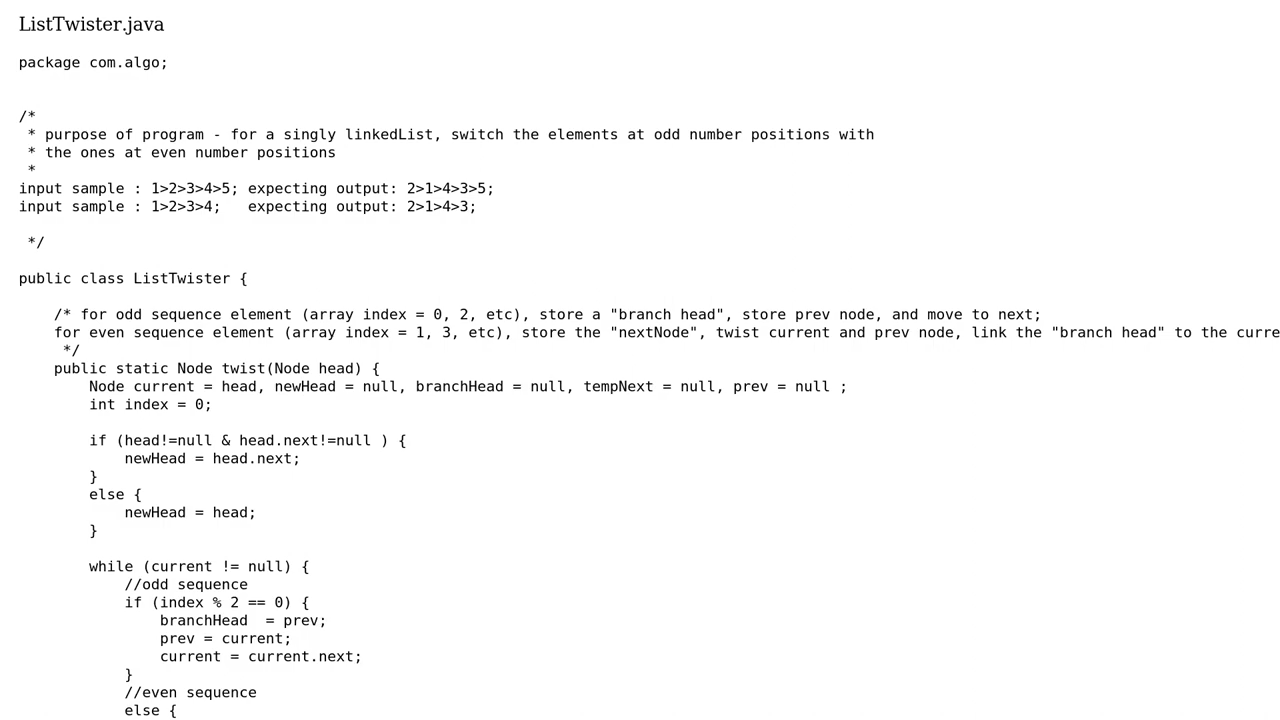 ListTwister.java
package com.algo;
/*
 * purpose of program - for a singly linkedList, switch the elements at odd number positions with
 * the ones at even number positions
 *
input sample : 1>2>3>4>5; expecting output: 2>1>4>3>5;
input sample : 1>2>3>4;   expecting output: 2>1>4>3;
 */
public class ListTwister {
    /* for odd sequence element (array index = 0, 2, etc), store a "branch head", store prev node, and move to next;
    for even sequence element (array index = 1, 3, etc), store the "nextNode", twist current and prev node, link the "branch head" to the curre
     */
    public static Node twist(Node head) {
        Node current = head, newHead = null, branchHead = null, tempNext = null, prev = null ;
        int index = 0;
        if (head!=null & head.next!=null ) {
            newHead = head.next;
        }
        else {
            newHead = head;
        }
        while (current != null) {
            //odd sequence
            if (index % 2 == 0) {
                branchHead  = prev;
                prev = current;
                current = current.next;
            }
            //even sequence
            else {